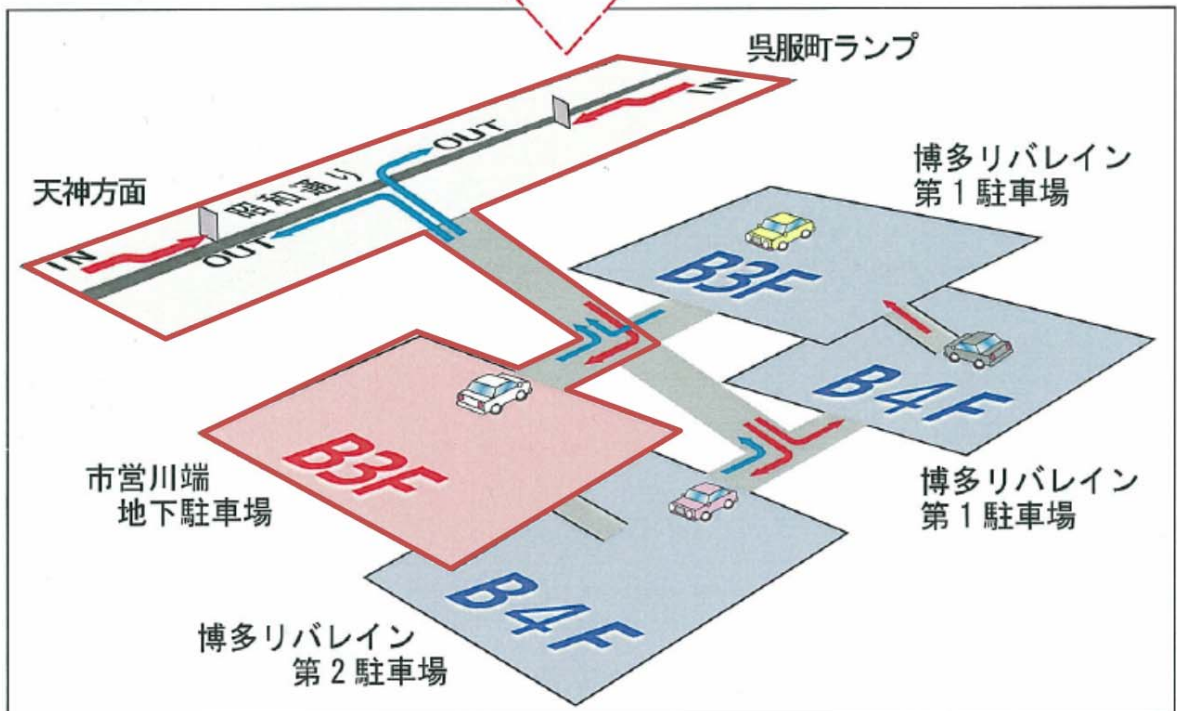 呉服町ランプ
IN
OUT
天神方面
昭和通り
IN
OUT
博多リバレイン
第1駐車場
B3F
B4F
博多リバレイン
第1駐車場
B3F
市営川端
地下駐車場
B4F
博多リバレイン
第2駐車場